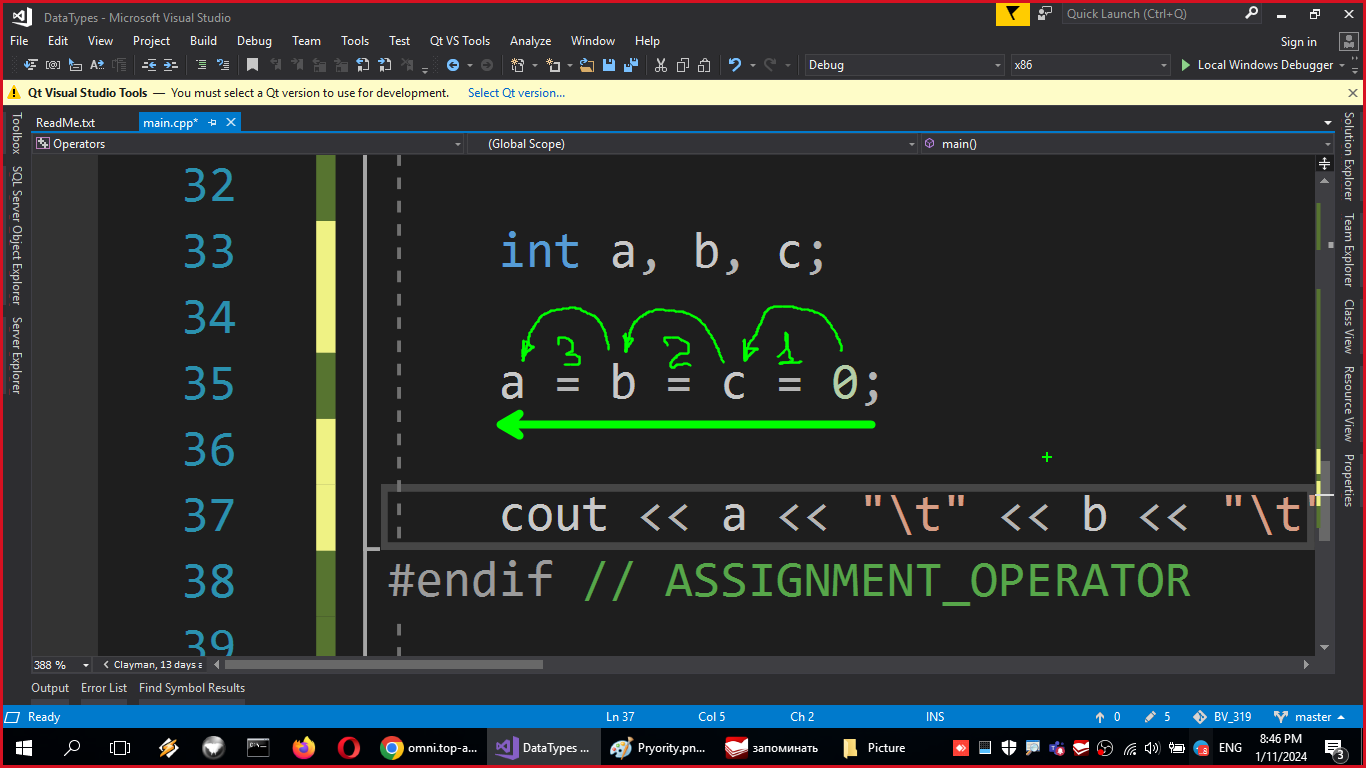 DataTypes - Microsoft Visual Studio
Quick Launch (Ctrl+Q)
File Edit View Project Build Debug Team Tools Test Qt VS Tools Analyze Window Help
Sign in
Debug x86 Local Windows Debugger
Qt Visual Studio Tools — You must select a Qt version to use for development. Select Qt version...
ReadMe.txt main.cpp*
Operators (Global Scope) main()
Toolbox
SQL Server Object Explorer
Server Explorer
32
33 int a, b, c;
34
3 2 1
35 a = b = c = 0;
36
37 cout << a << "\t" << b << "\t"
38 #endif // ASSIGNMENT_OPERATOR
39
Solution Explorer
Team Explorer
Class View
Resource View
Properties
388 % Clayman, 13 days a
Output Error List Find Symbol Results
Ready Ln 37 Col 5 Ch 2 INS 0 5 BV_319 master
omni.top-a... DataTypes ... Pryority.pn... запоминать Picture ENG 8:46 PM
1/11/2024 3